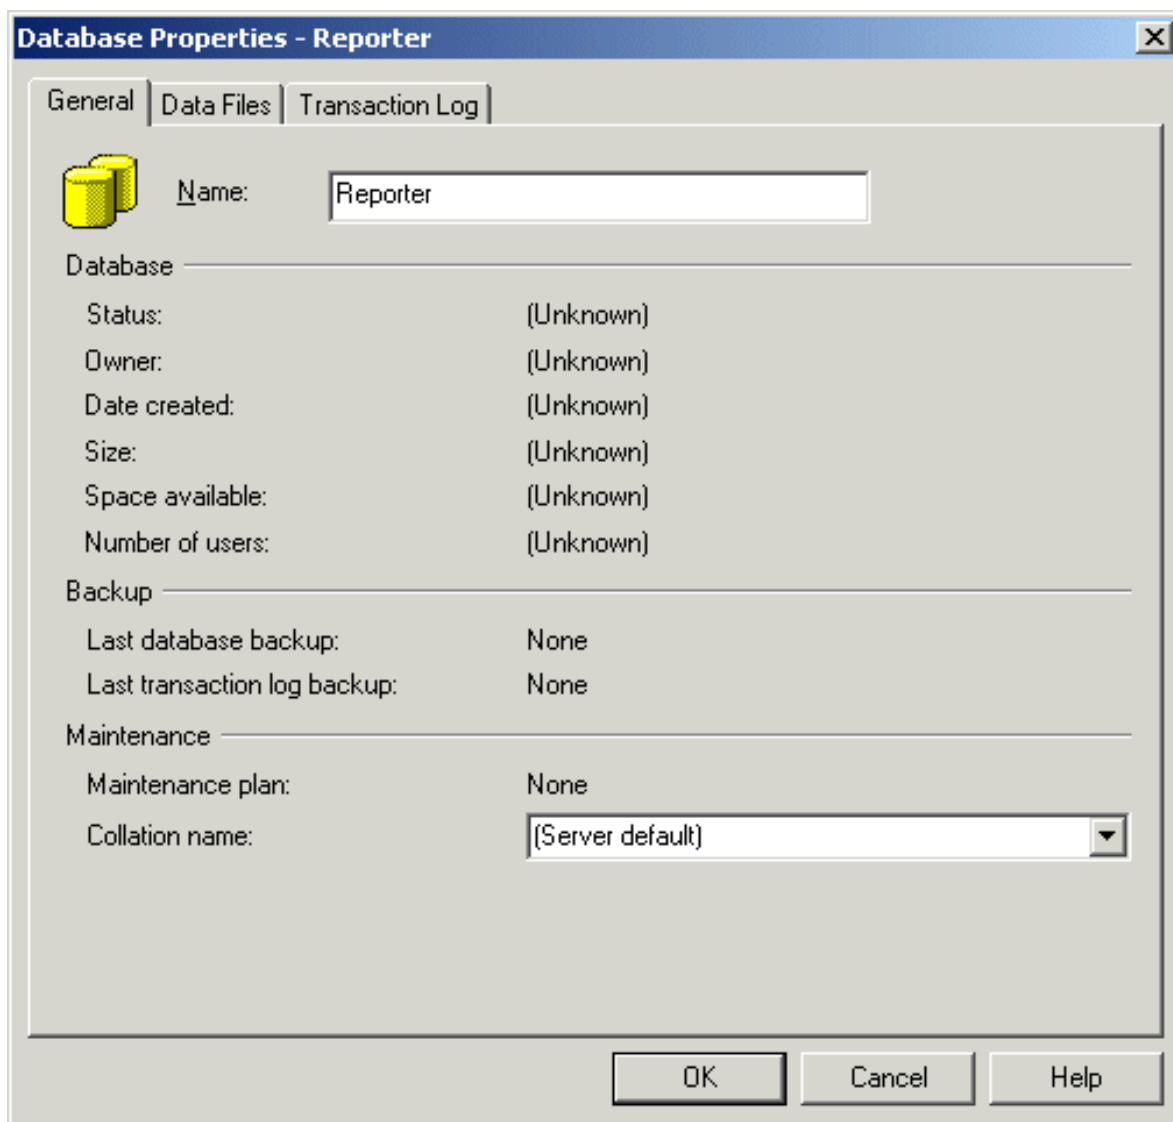 Database Properties - Reporter
General Data Files Transaction Log
Name: Reporter
Database
Status: (Unknown)
Owner: (Unknown)
Date created: (Unknown)
Size: (Unknown)
Space available: (Unknown)
Number of users: (Unknown)
Backup
Last database backup: None
Last transaction log backup: None
Maintenance
Maintenance plan: None
Collation name: (Server default)
OK Cancel Help